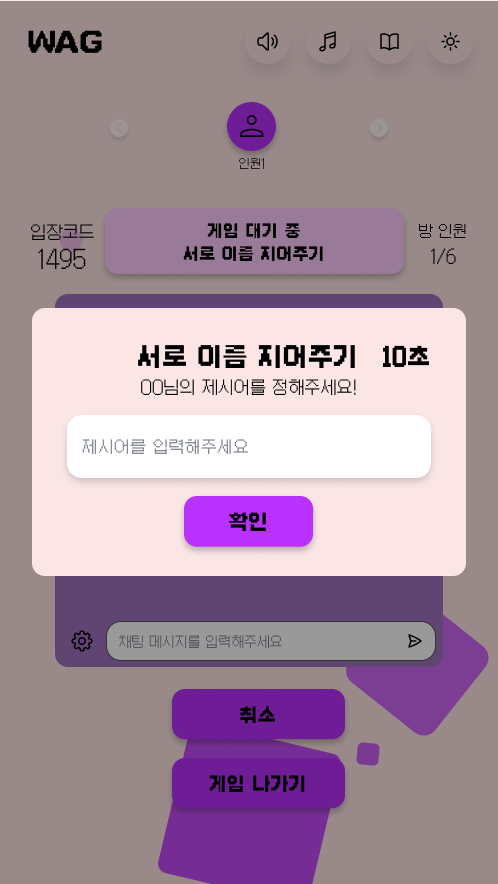 WAG
인원1
입장코드
1495
게임 대기 중
서로 이름 지어주기
방 인원
1/6
서로 이름 지어주기 10초
OO님의 제시어를 정해주세요!
제시어를 입력해주세요
확인
채팅 메시지를 입력해주세요
취소
게임 나가기